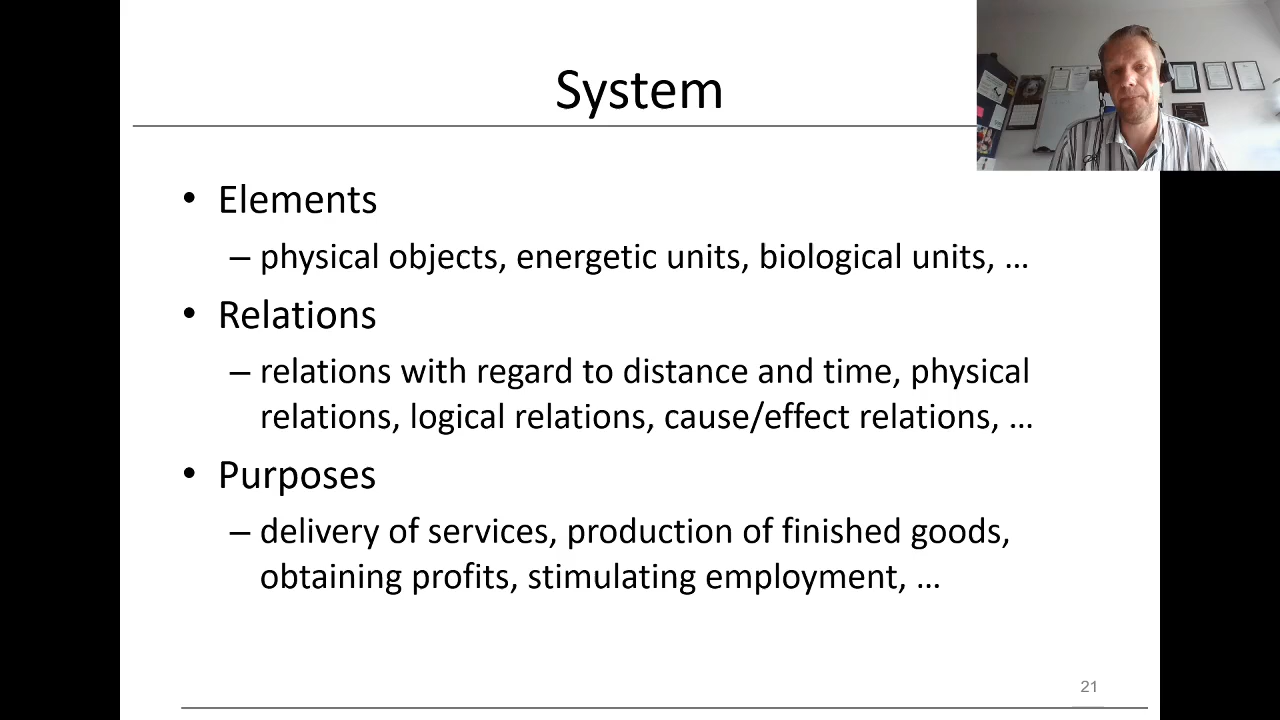 System
• Elements
– physical objects, energetic units, biological units, …
• Relations
– relations with regard to distance and time, physical
relations, logical relations, cause/effect relations, …
• Purposes
– delivery of services, production of finished goods,
obtaining profits, stimulating employment, …
21